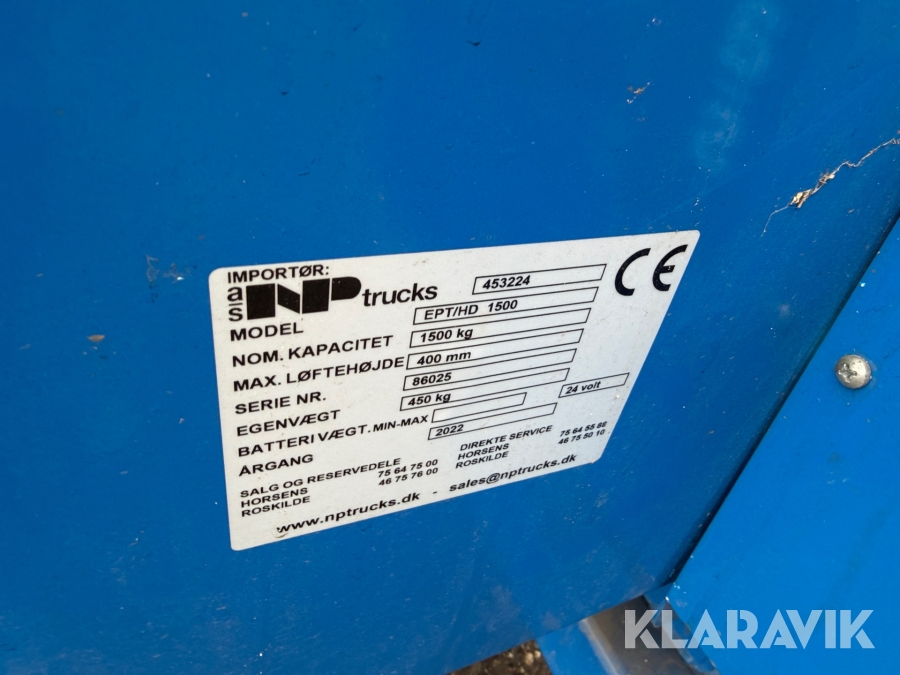 KLARAVIK
IMPORTØR:
a/s NP trucks 453224
MODEL EPT/HD 1500
NOM. KAPACITET 1500 kg
MAX. LØFTEHØJDE 400 mm
SERIE NR. 86025
EGENVÆGT 450 kg 24 volt
BATTERI VÆGT. MIN-MAX
ÅRGANG 2022
CE
SALG OG RESERVEDELE
HORSENS 75 64 75 00
ROSKILDE 46 75 76 00
DIREKTE SERVICE
HORSENS 75 64 55 88
ROSKILDE 46 75 50 10
www.nptrucks.dk - sales@nptrucks.dk
KLARAVIK